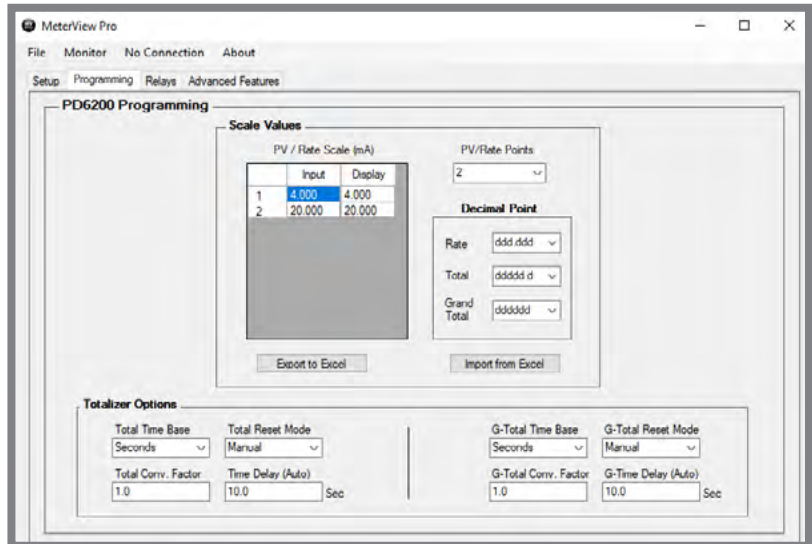 MeterView Pro
File Monitor No Connection About
Setup Programming Relays Advanced Features
PD6200 Programming
Scale Values
PV / Rate Scale (mA)
Input Display
1 4.000 4.000
2 20.000 20.000
PV/Rate Points
2
Decimal Point
Rate ddd.ddd
Total ddddd.d
Grand Total dddddd
Export to Excel Import from Excel
Totalizer Options
Total Time Base Total Reset Mode G-Total Time Base G-Total Reset Mode
Seconds Manual Seconds Manual
Total Conv. Factor Time Delay (Auto) G-Total Conv. Factor G-Time Delay (Auto)
1.0 10.0 Sec 1.0 10.0 Sec